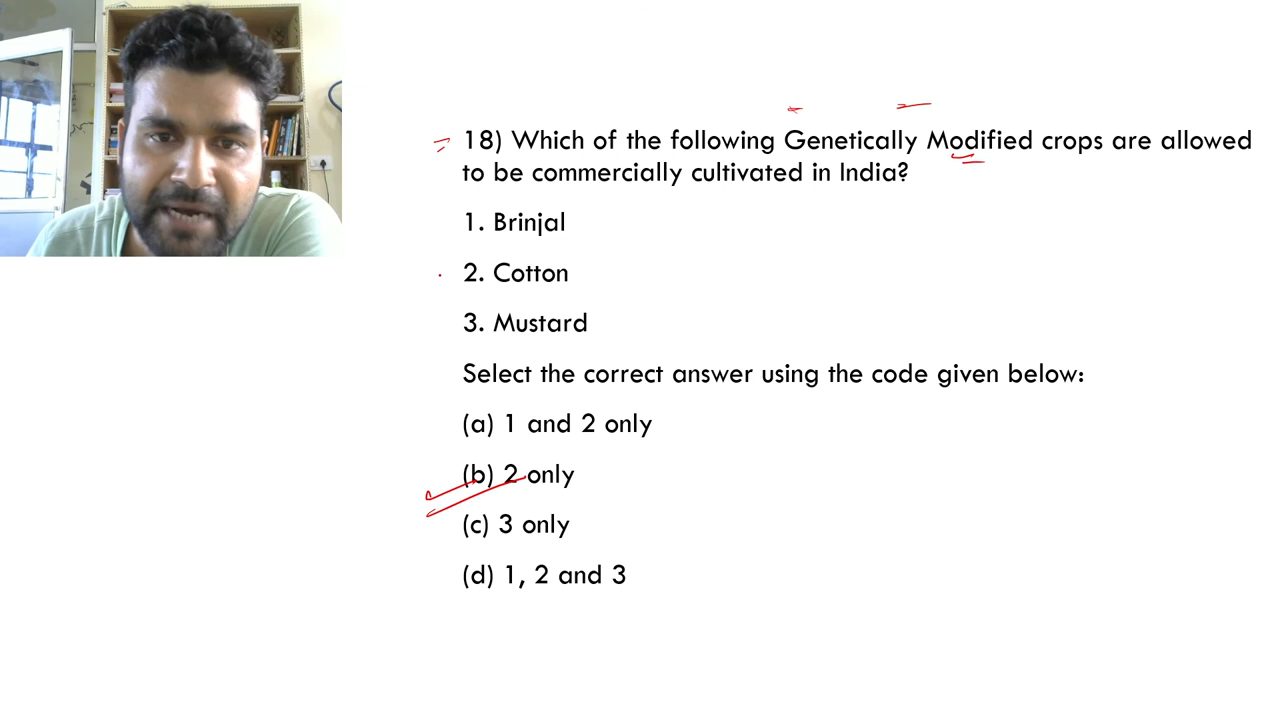 18) Which of the following Genetically Modified crops are allowed
to be commercially cultivated in India?
1. Brinjal
2. Cotton
3. Mustard
Select the correct answer using the code given below:
(a) 1 and 2 only
(b) 2 only
(c) 3 only
(d) 1, 2 and 3